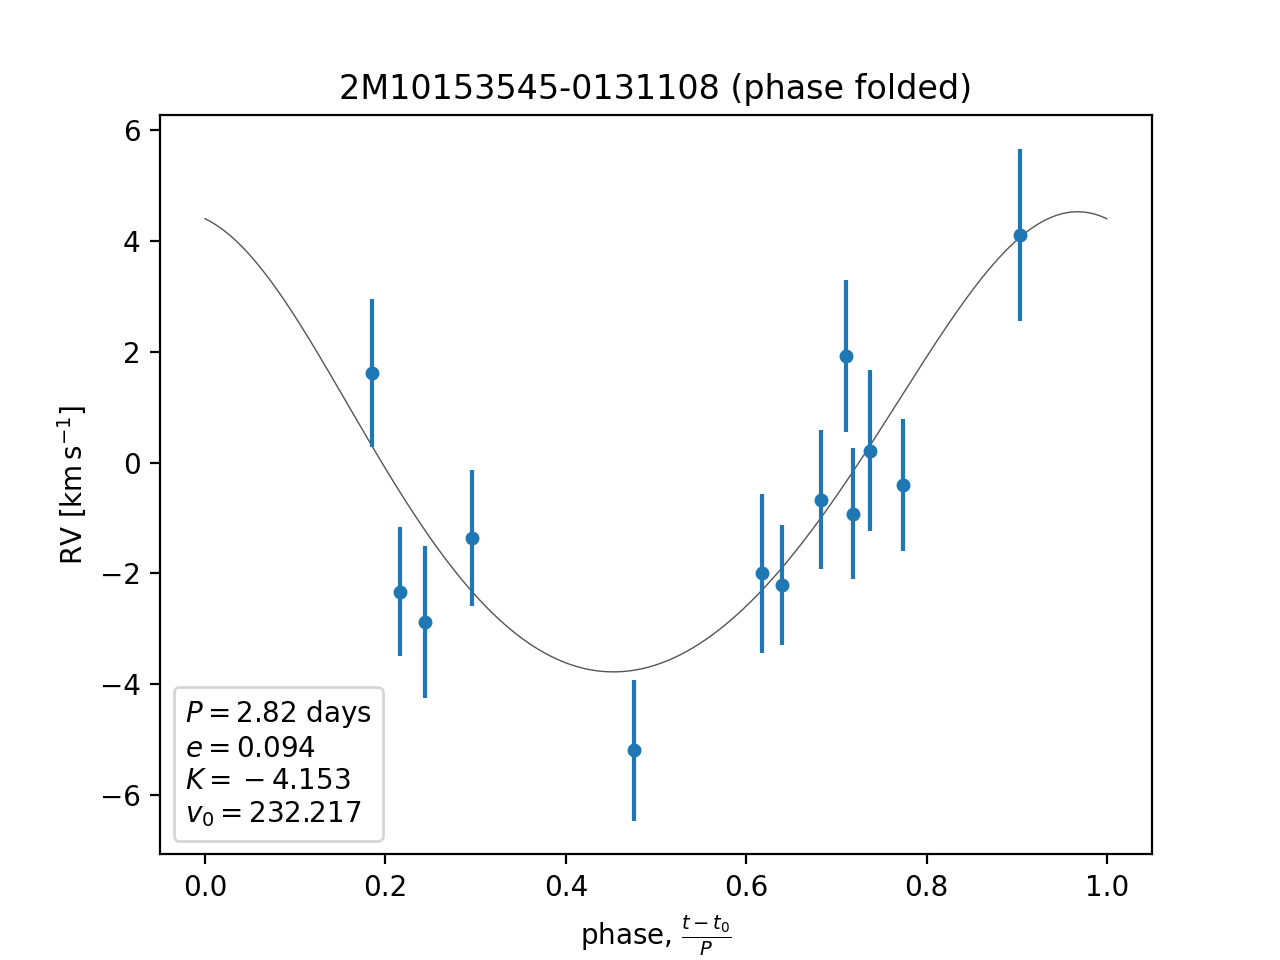 2M10153545-0131108 (phase folded)
6
4
2
0
−2
−4
−6
RV [km s⁻¹]
P = 2.82 days
e = 0.094
K = −4.153
v₀ = 232.217
0.0 0.2 0.4 0.6 0.8 1.0
phase, (t − t₀)/P